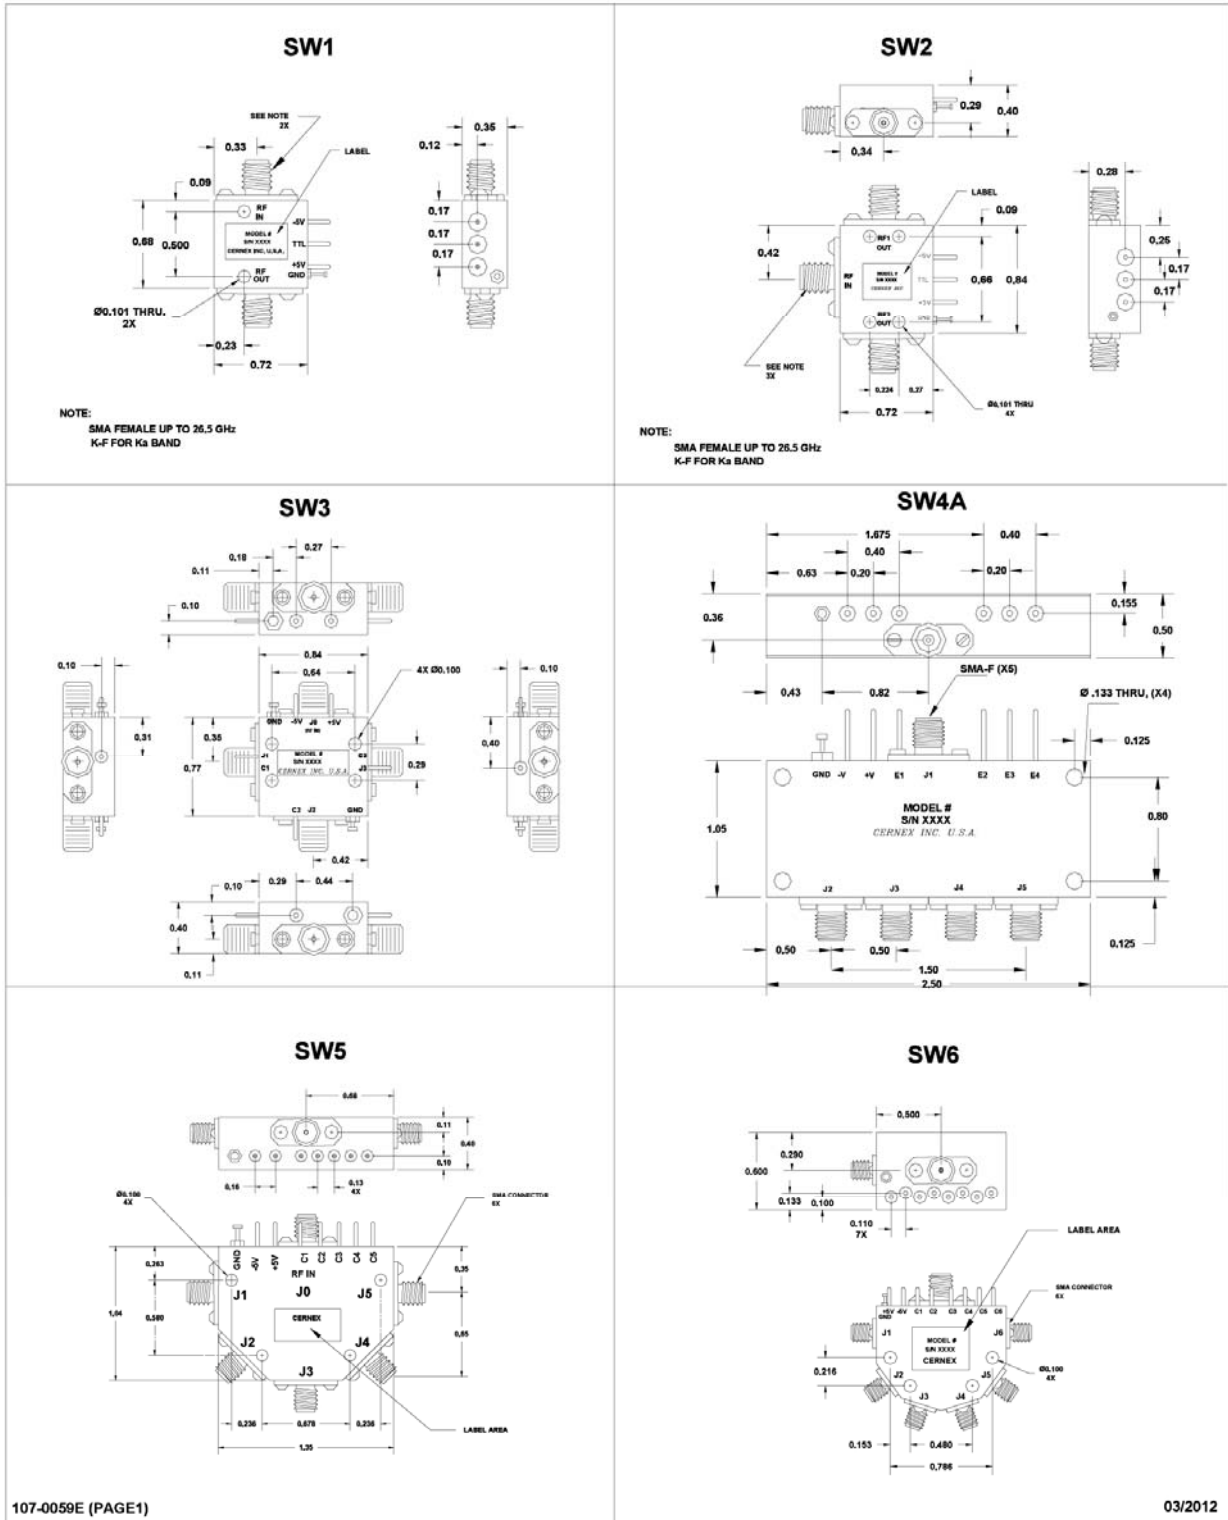 SW1
SEE NOTE
2X
0.33
LABEL
0.09
RF
IN
-5V
MODEL #
S/N XXXX
CERNEX INC, U.S.A.
TTL
0.68
0.500
+5V
RF
OUT
GND
Ø0.101 THRU.
2X
0.23
0.72
0.35
0.12
0.17
0.17
0.17
NOTE:
SMA FEMALE UP TO 26.5 GHz
K-F FOR Ka BAND
SW2
0.29
0.40
0.34
LABEL
0.09
0.42
RF1
OUT
-5V
RF
IN
MODEL #
S/N XXXX
TTL
0.66
0.84
+5V
OUT
SEE NOTE
3X
0.224
0.27
0.72
Ø0.101 THRU
4X
0.28
0.25
0.17
0.17
NOTE:
SMA FEMALE UP TO 26.5 GHz
K-F FOR Ka BAND
SW3
0.27
0.18
0.11
0.10
0.84
0.64
4X Ø0.100
0.10
0.31
GND
-5V
+5V
0.35
0.77
J1
C1
MODEL #
S/N XXXX
CERNEX INC, U.S.A.
J3
0.29
C3
J2
GND
0.42
0.10
0.40
0.29
0.44
0.10
0.40
0.11
SW4A
1.675
0.40
0.40
0.63
0.20
0.20
0.36
0.155
0.50
SMA-F (X5)
0.43
0.82
Ø .133 THRU, (X4)
0.125
GND
-V
+V
E1
J1
E2
E3
E4
MODEL #
S/N XXXX
CERNEX INC. U.S.A.
1.05
0.80
J2
J3
J4
J5
0.50
0.50
0.125
1.50
2.50
SW5
0.68
0.11
0.40
0.10
0.16
0.13
4X
Ø0.100
4X
SMA CONNECTOR
6X
GND
-5V
+5V
C1
C2
C3
C4
C5
0.263
RF IN
0.35
J1
J0
J5
1.04
0.580
CERNEX
0.65
J2
J4
J3
0.236
0.678
0.236
LABEL AREA
1.35
SW6
0.500
0.290
0.600
0.133
0.100
0.110
7X
LABEL AREA
SMA CONNECTOR
6X
+5V
-5V
C1
C2
C3
C4
C5
C6
GND
J1
MODEL #
S/N XXXX
CERNEX
J6
0.216
J2
J5
Ø0.100
4X
J3
J4
0.153
0.480
0.786
107-0059E (PAGE1)
03/2012